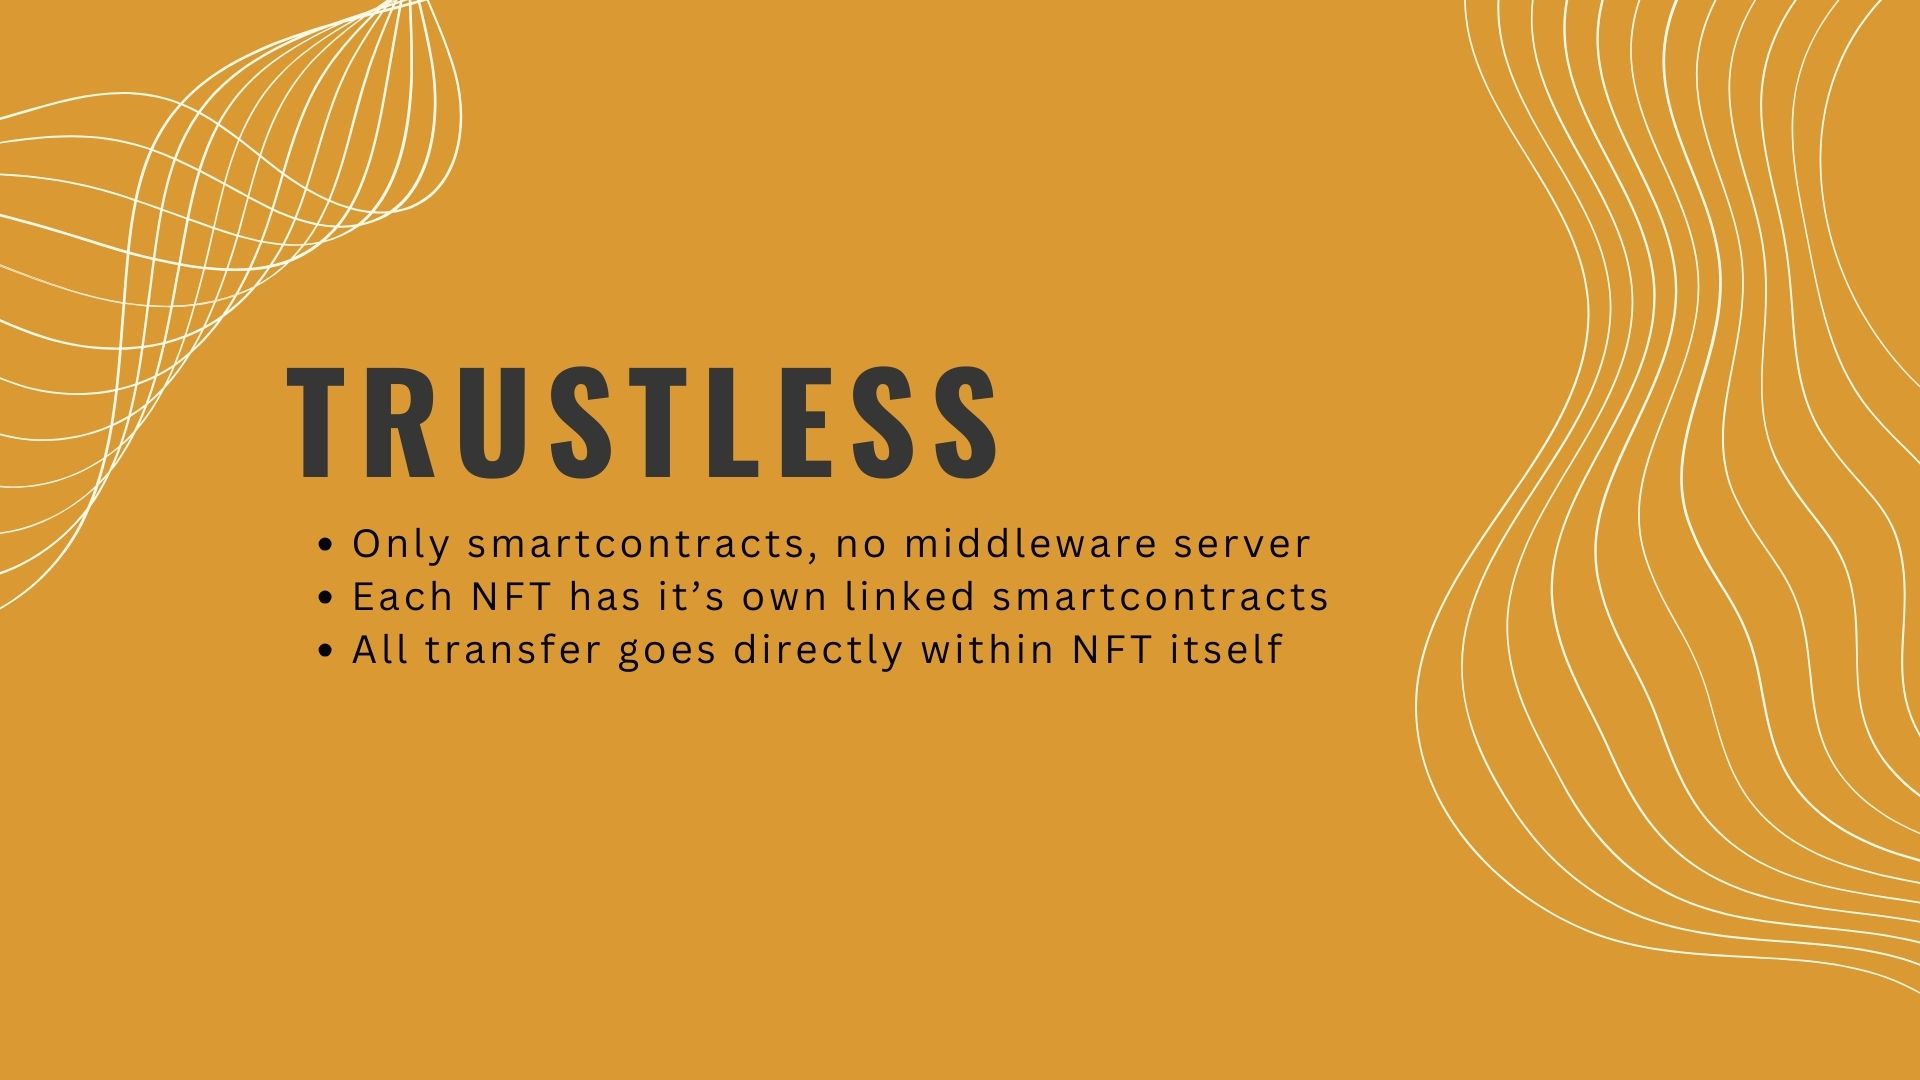 TRUSTLESS
• Only smartcontracts, no middleware server
• Each NFT has it’s own linked smartcontracts
• All transfer goes directly within NFT itself